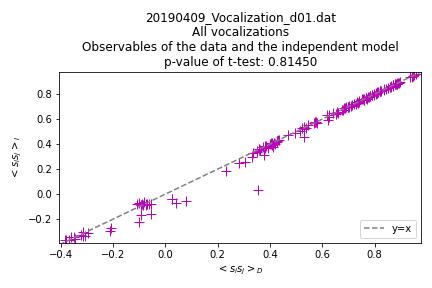 20190409_Vocalization_d01.dat
All vocalizations
Observables of the data and the independent model
p-value of t-test: 0.81450
< s_i s_j >_I
0.8
0.6
0.4
0.2
0.0
−0.2
y=x
−0.4 −0.2 0.0 0.2 0.4 0.6 0.8
< s_i s_j >_D